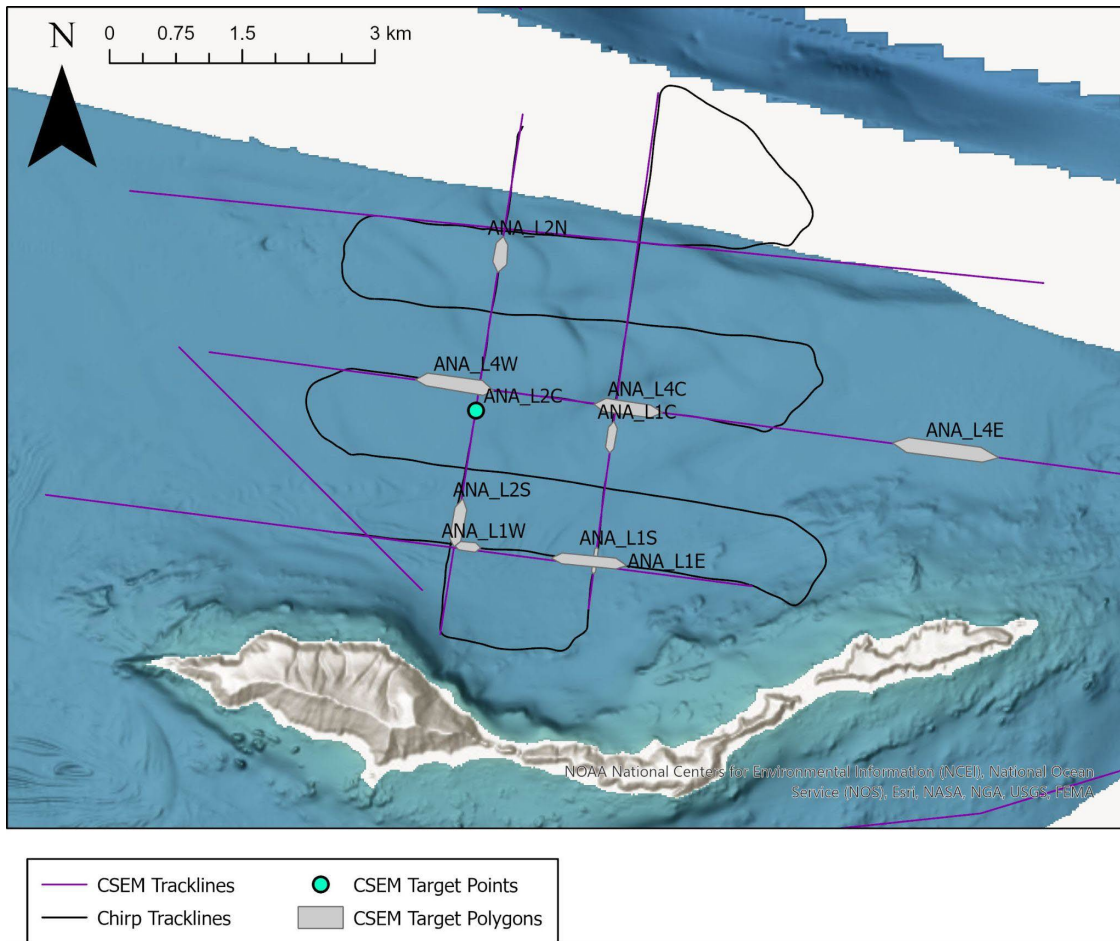 N
0 0.75 1.5 3 km
ANA_L2N
ANA_L4W
ANA_L2C
ANA_L4C
ANA_L1C
ANA_L4E
ANA_L2S
ANA_L1W
ANA_L1S
ANA_L1E
NOAA National Centers for Environmental Information (NCEI), National Ocean
Service (NOS), Esri, NASA, NGA, USGS, FEMA
CSEM Tracklines
CSEM Target Points
Chirp Tracklines
CSEM Target Polygons